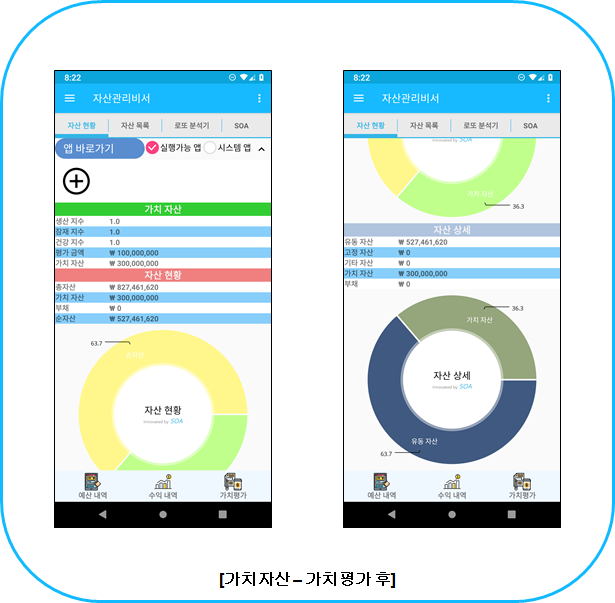 8:22
자산관리비서
자산 현황 자산 목록 로또 분석기 SOA
앱 바로가기 실행가능 앱 시스템 앱
가치 자산
생산 지수 1.0
잠재 지수 1.0
건강 지수 1.0
평가 금액 ₩ 100,000,000
가치 자산 ₩ 300,000,000
자산 현황
총자산 ₩ 827,461,620
가치 자산 ₩ 300,000,000
부채 ₩ 0
순자산 ₩ 527,461,620
63.7
순자산
자산 현황
Innovated by SOA
예산 내역 수익 내역 가치평가
8:22
자산관리비서
자산 현황 자산 목록 로또 분석기 SOA
Innovated by SOA
가치 자산
36.3
자산 상세
유동 자산 ₩ 527,461,620
고정 자산 ₩ 0
기타 자산 ₩ 0
가치 자산 ₩ 300,000,000
부채 ₩ 0
36.3
가치 자산
자산 상세
Innovated by SOA
유동 자산
63.7
예산 내역 수익 내역 가치평가
[가치 자산 – 가치 평가 후]